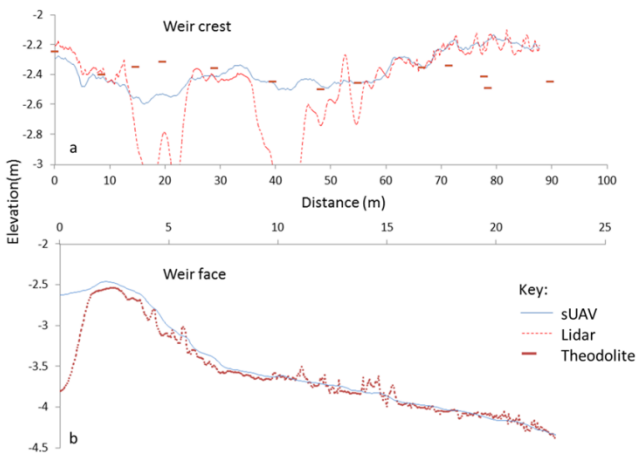 -2
Weir crest
-2.2
-2.4
-2.6
-2.8
-3
a
0 10 20 30 40 50 60 70 80 90 100
Distance (m)
Elevation(m)
0 5 10 15 20 25
-2
Weir face
-2.5
Key:
-3
sUAV
Lidar
Theodolite
-3.5
-4
-4.5
b